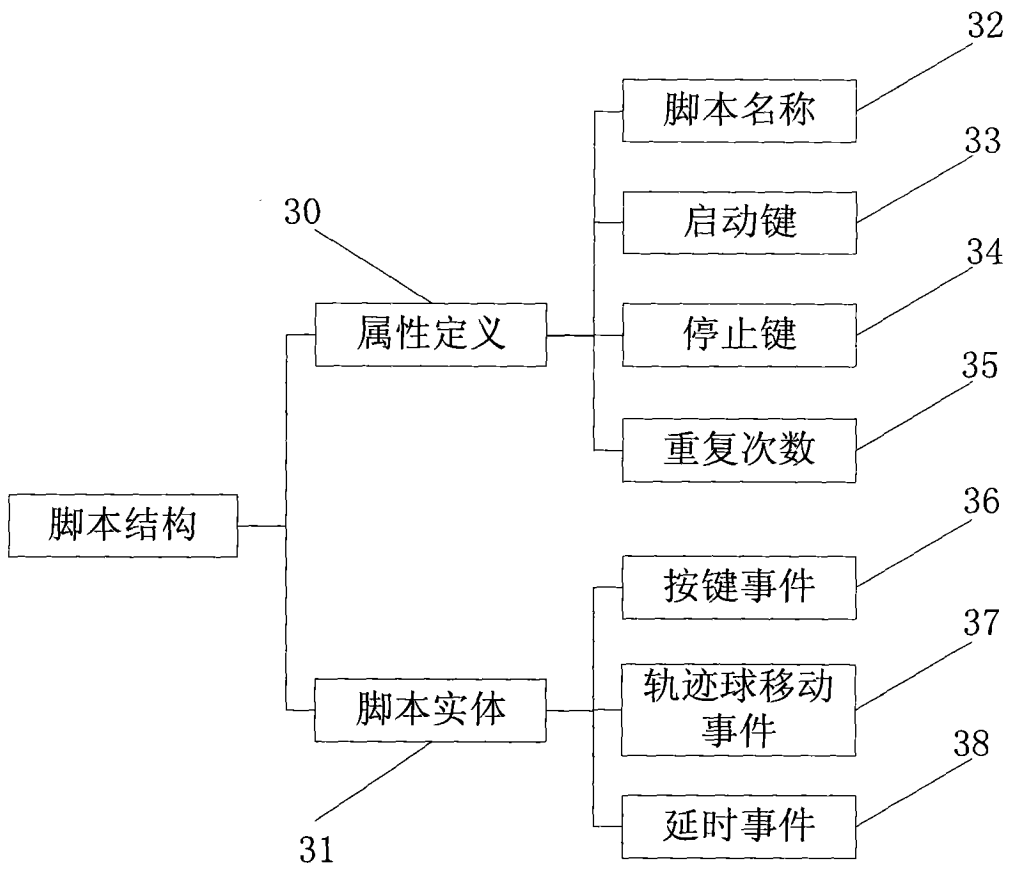 32
脚本名称
33
启动键
30
34
属性定义
停止键
35
重复次数
脚本结构
36
按键事件
37
脚本实体
轨迹球移动
事件
38
31
延时事件